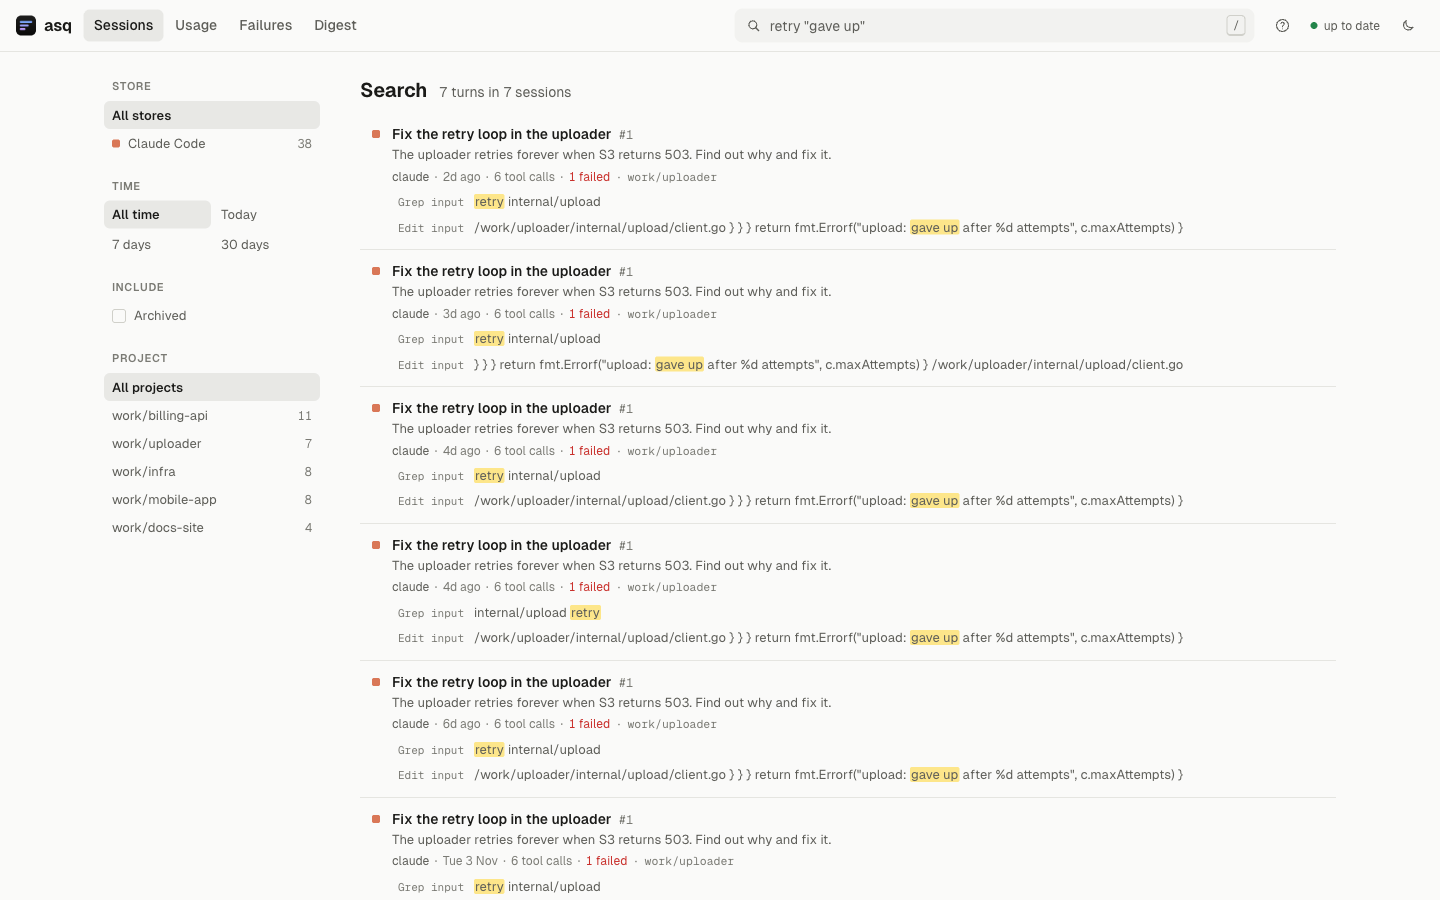 asq Sessions Usage Failures Digest retry "gave up" / up to date
STORE
All stores
Claude Code 38
TIME
All time Today
7 days 30 days
INCLUDE
Archived
PROJECT
All projects
work/billing-api 11
work/uploader 7
work/infra 8
work/mobile-app 8
work/docs-site 4
Search 7 turns in 7 sessions
Fix the retry loop in the uploader #1
The uploader retries forever when S3 returns 503. Find out why and fix it.
claude · 2d ago · 6 tool calls · 1 failed · work/uploader
Grep input retry internal/upload
Edit input /work/uploader/internal/upload/client.go } } } return fmt.Errorf("upload: gave up after %d attempts", c.maxAttempts) }
Fix the retry loop in the uploader #1
The uploader retries forever when S3 returns 503. Find out why and fix it.
claude · 3d ago · 6 tool calls · 1 failed · work/uploader
Grep input retry internal/upload
Edit input } } } return fmt.Errorf("upload: gave up after %d attempts", c.maxAttempts) } /work/uploader/internal/upload/client.go
Fix the retry loop in the uploader #1
The uploader retries forever when S3 returns 503. Find out why and fix it.
claude · 4d ago · 6 tool calls · 1 failed · work/uploader
Grep input retry internal/upload
Edit input /work/uploader/internal/upload/client.go } } } return fmt.Errorf("upload: gave up after %d attempts", c.maxAttempts) }
Fix the retry loop in the uploader #1
The uploader retries forever when S3 returns 503. Find out why and fix it.
claude · 4d ago · 6 tool calls · 1 failed · work/uploader
Grep input internal/upload retry
Edit input /work/uploader/internal/upload/client.go } } } return fmt.Errorf("upload: gave up after %d attempts", c.maxAttempts) }
Fix the retry loop in the uploader #1
The uploader retries forever when S3 returns 503. Find out why and fix it.
claude · 6d ago · 6 tool calls · 1 failed · work/uploader
Grep input retry internal/upload
Edit input /work/uploader/internal/upload/client.go } } } return fmt.Errorf("upload: gave up after %d attempts", c.maxAttempts) }
Fix the retry loop in the uploader #1
The uploader retries forever when S3 returns 503. Find out why and fix it.
claude · Tue 3 Nov · 6 tool calls · 1 failed · work/uploader
Grep input retry internal/upload